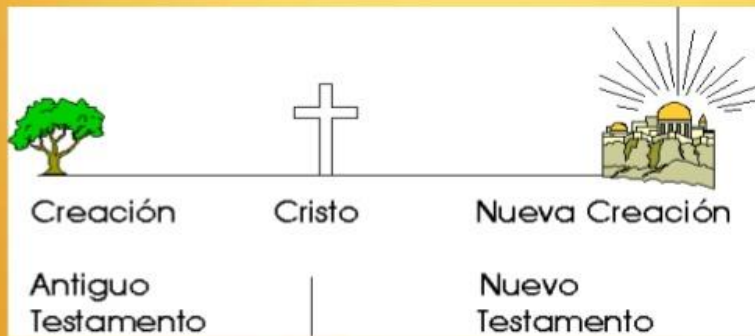 Creación Cristo Nueva Creación
Antiguo Nuevo
Testamento Testamento